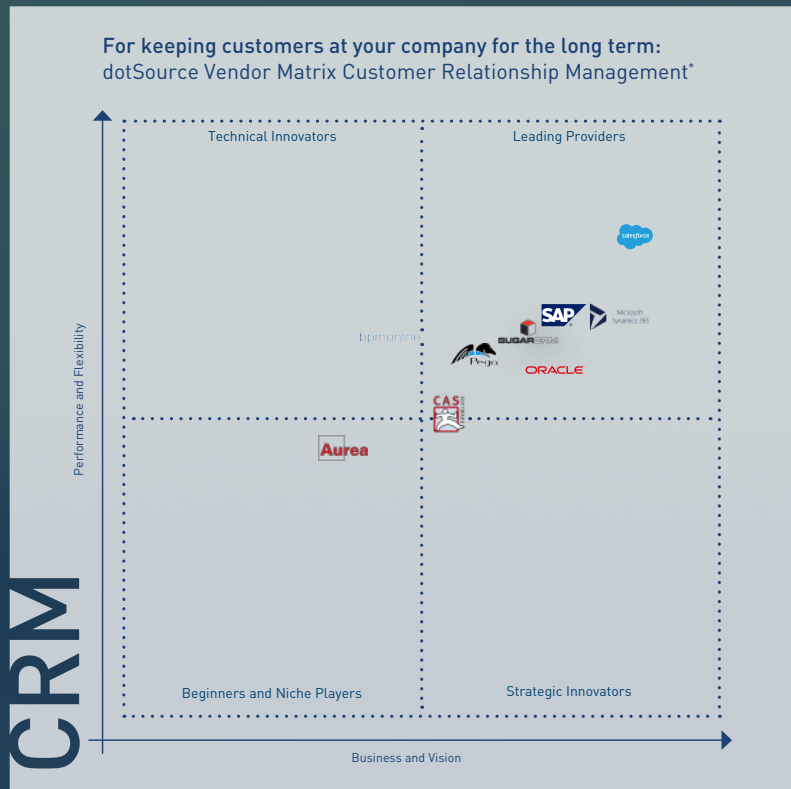 For keeping customers at your company for the long term:
dotSource Vendor Matrix Customer Relationship Management*
Technical Innovators
Leading Providers
salesforce
SAP
Microsoft
Dynamics 365
bpmonline
SUGARCRM
Pega
ORACLE
CAS
Aurea
Performance and Flexibility
CRM
Beginners and Niche Players
Strategic Innovators
Business and Vision